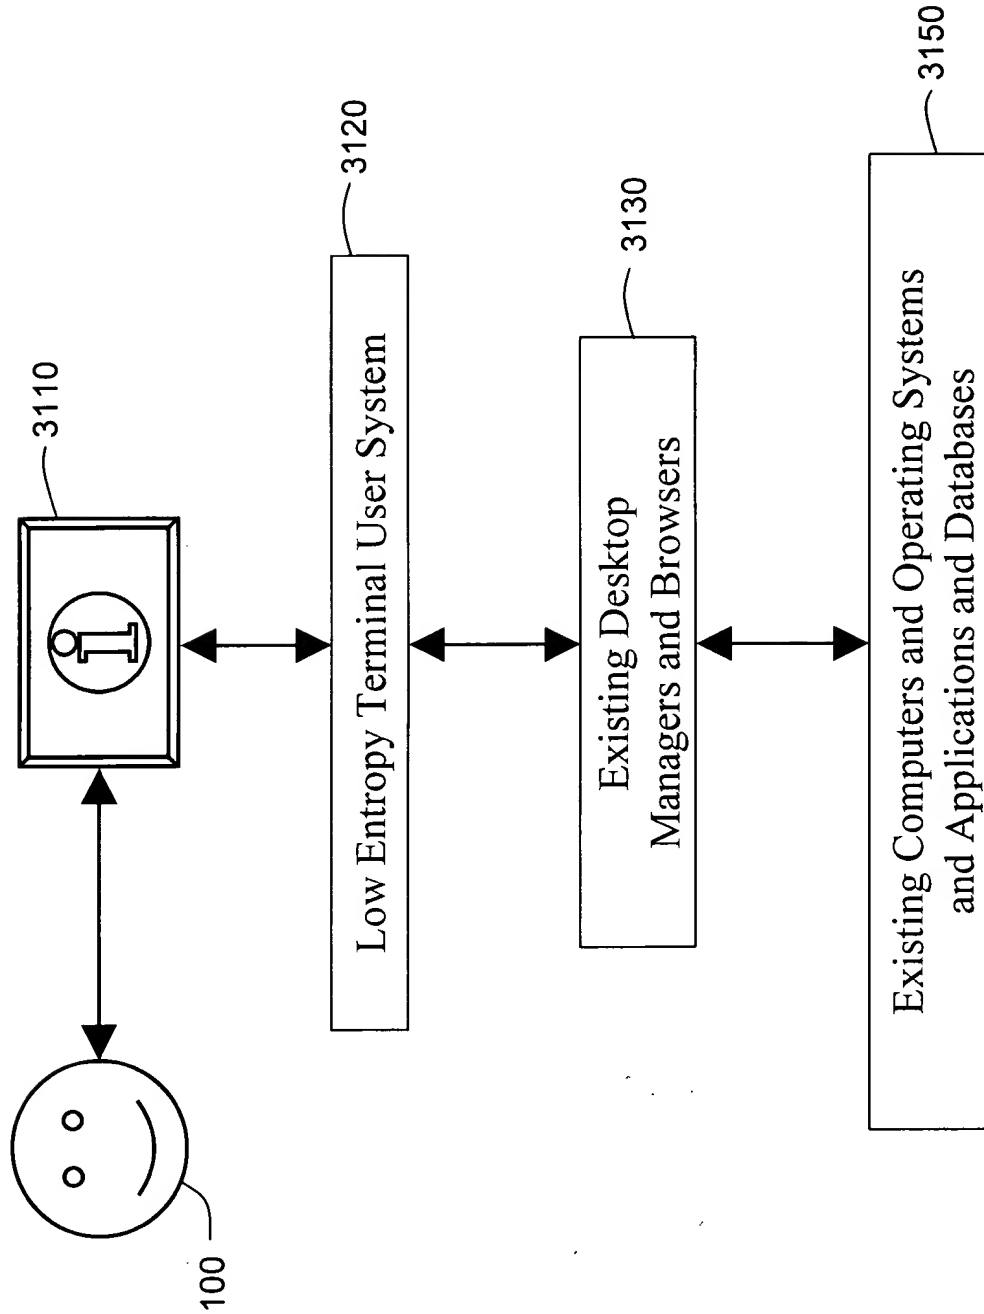 3110
i
100
3120
Low Entropy Terminal User System
3130
Existing Desktop
Managers and Browsers
3150
Existing Computers and Operating Systems
and Applications and Databases